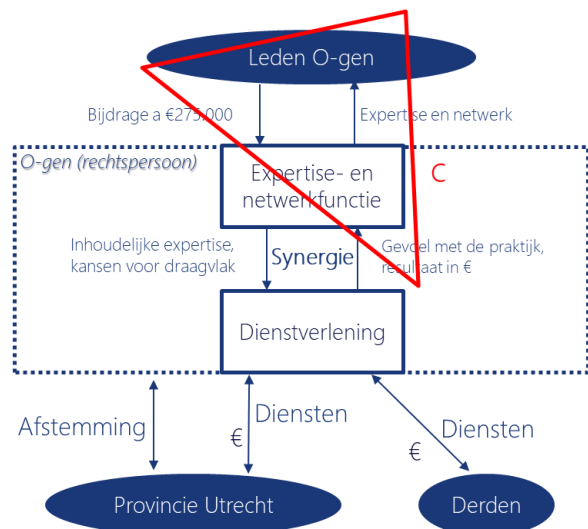 Leden O-gen
Bijdrage a €275.000
Expertise en netwerk
O-gen (rechtspersoon)
Expertise- en
netwerkfunctie
C
Inhoudelijke expertise,
kansen voor draagvlak
Synergie
Gevoel met de praktijk,
resultaat in €
Dienstverlening
Afstemming
Diensten
€
Diensten
€
Provincie Utrecht
Derden